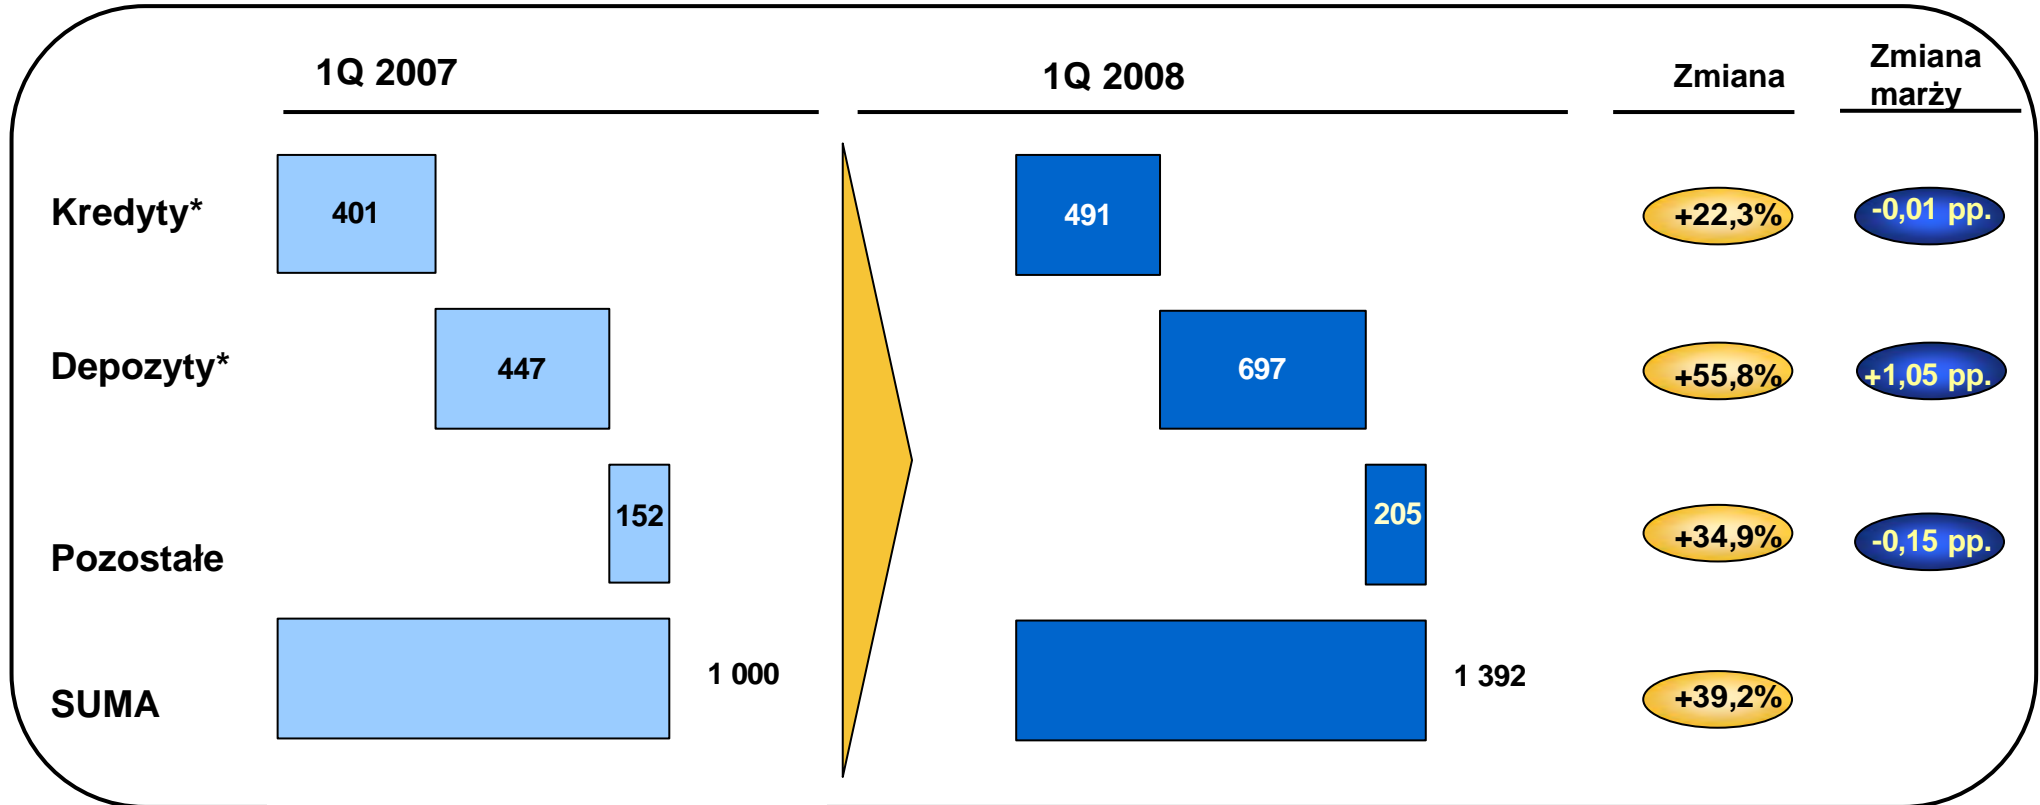 1Q 2007
1Q 2008
Zmiana
Zmiana
marży
Kredyty*
401
491
+22,3%
-0,01 pp.
Depozyty*
447
697
+55,8%
+1,05 pp.
Pozostałe
152
205
+34,9%
-0,15 pp.
SUMA
1 000
1 392
+39,2%